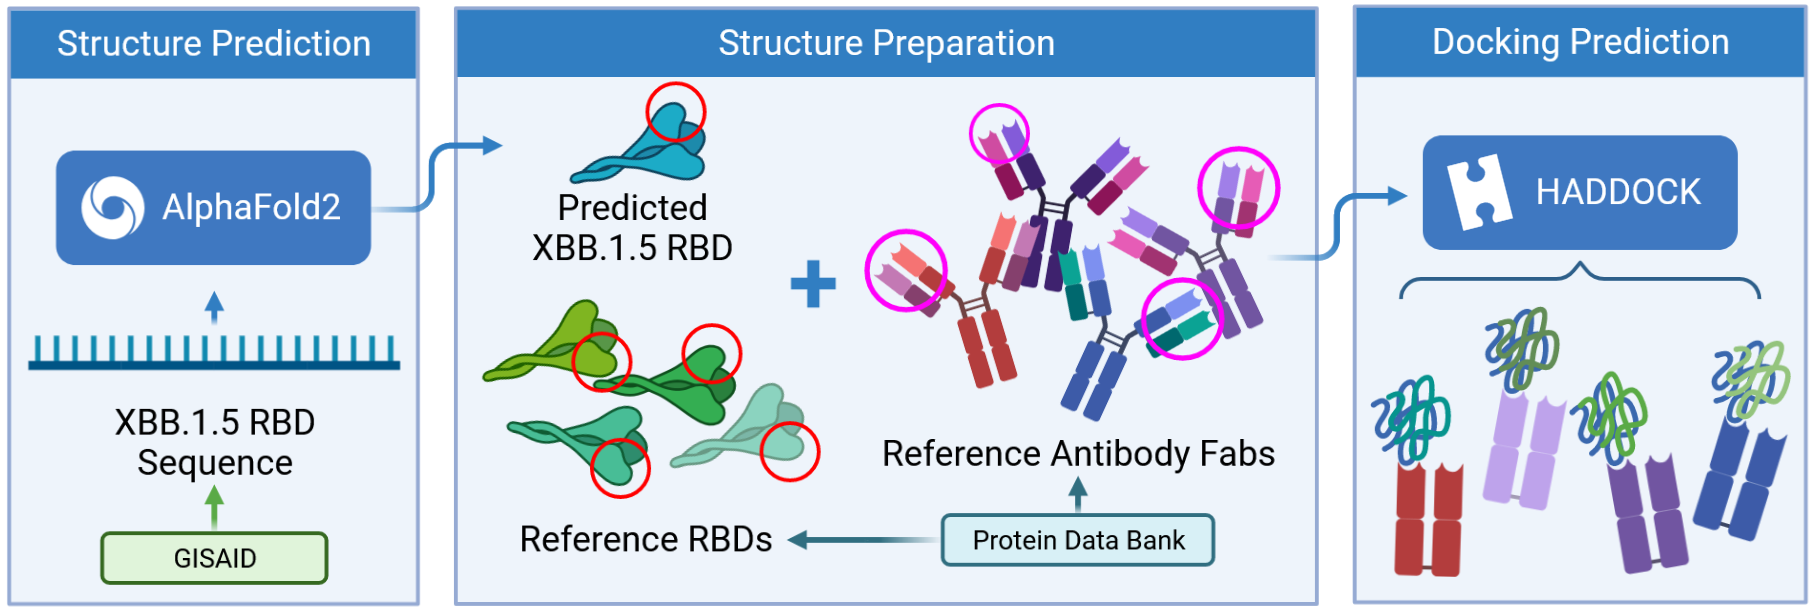 Structure Prediction
AlphaFold2
XBB.1.5 RBD
Sequence
GISAID
Structure Preparation
Predicted
XBB.1.5 RBD
Reference RBDs
Reference Antibody Fabs
Protein Data Bank
Docking Prediction
HADDOCK